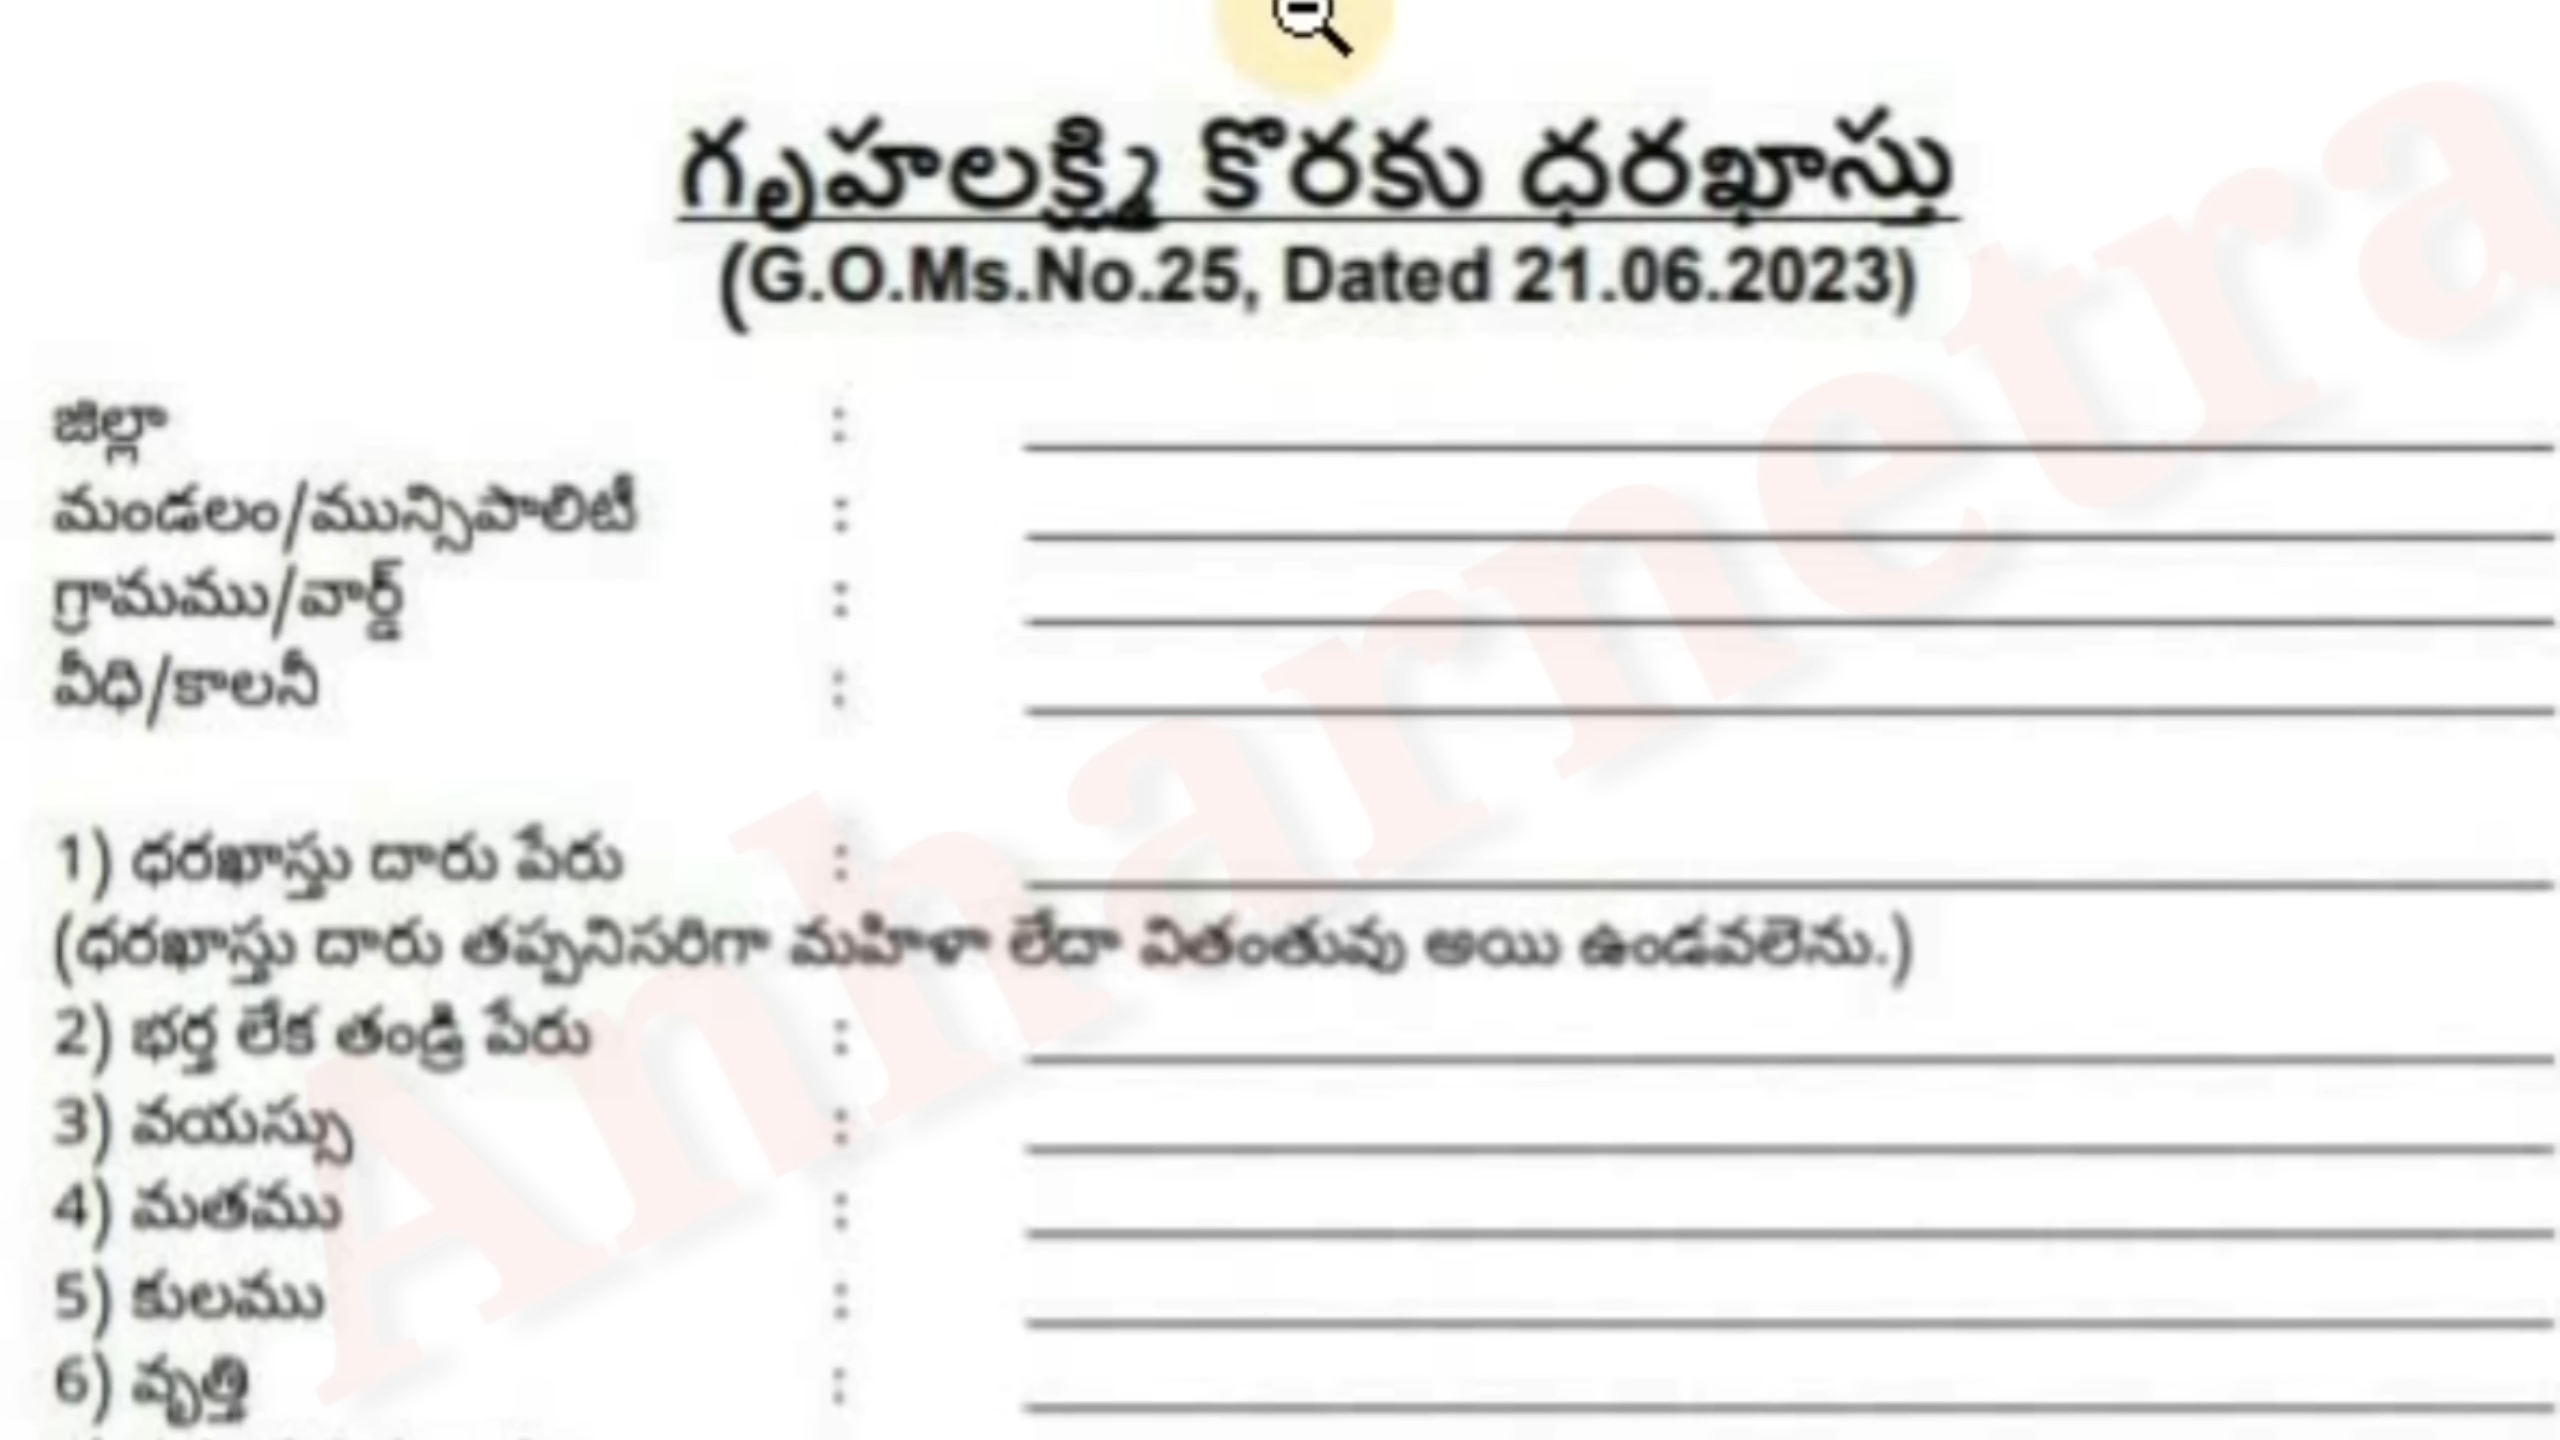 గృహలక్ష్మి కొరకు ధరఖాస్తు
(G.O.Ms.No.25, Dated 21.06.2023)
జిల్లా :
మండలం/మున్సిపాలిటీ :
గ్రామము/వార్డ్ :
వీధి/కాలనీ :
1) ధరఖాస్తు దారు పేరు :
(ధరఖాస్తు దారు తప్పనిసరిగా మహిళా లేదా వితంతువు అయి ఉండవలెను.)
2) భర్త లేక తండ్రి పేరు :
3) వయస్సు :
4) మతము :
5) కులము :
6) వృత్తి :
Anharnetra